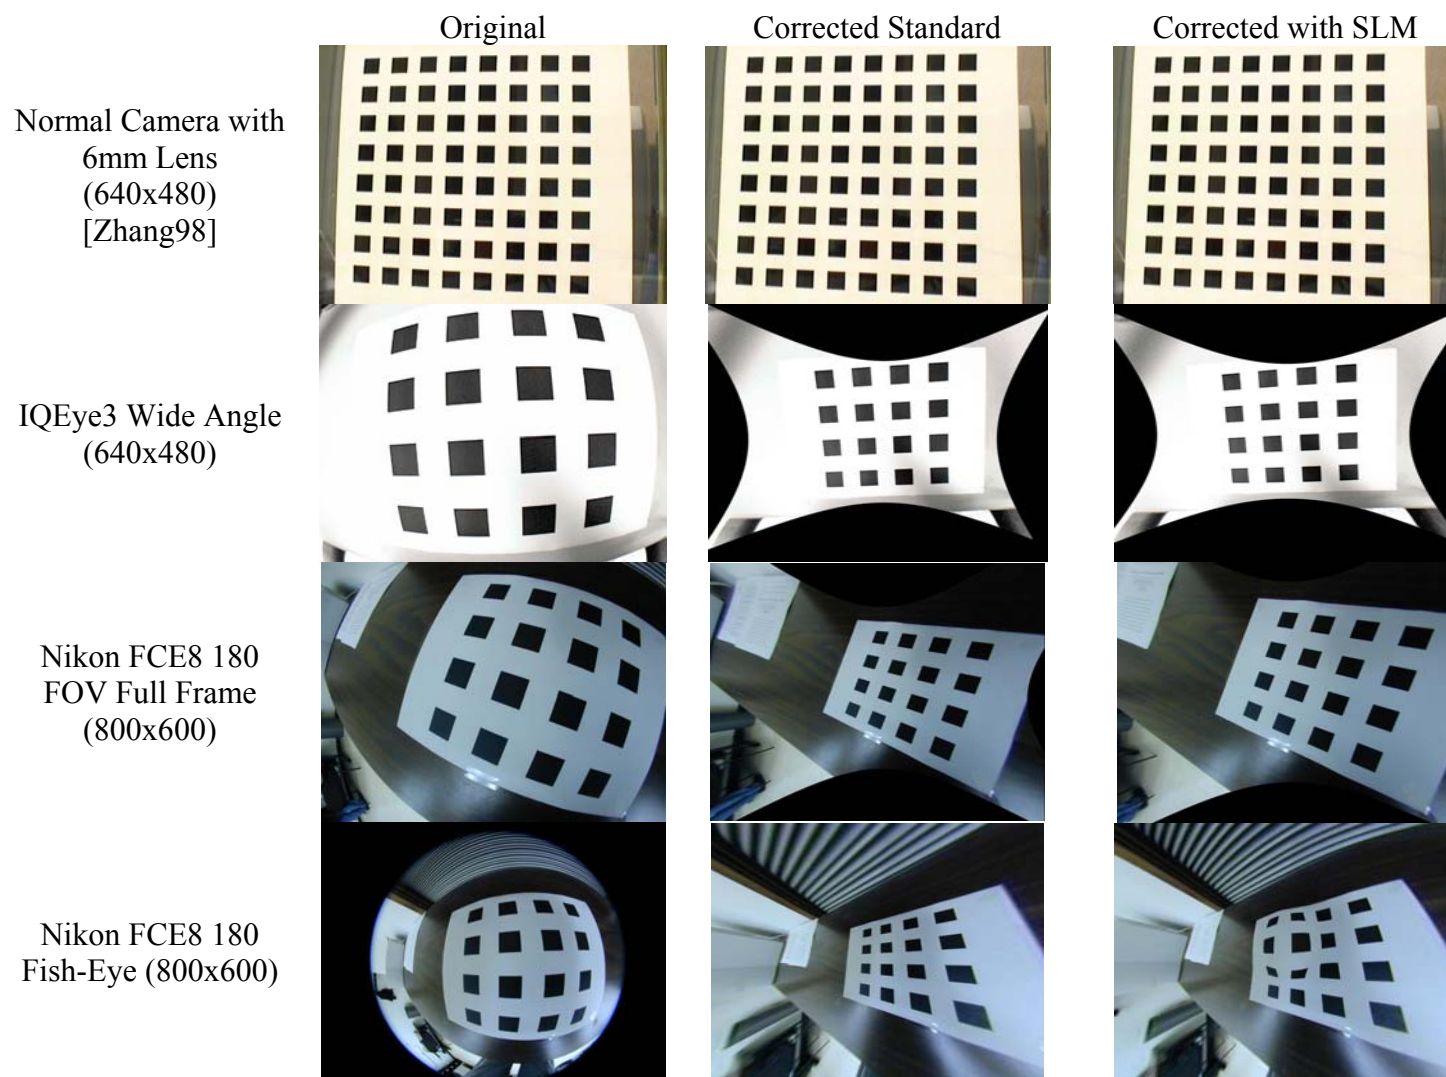 Original
Corrected Standard
Corrected with SLM
Normal Camera with
6mm Lens
(640x480)
[Zhang98]
IQEye3 Wide Angle
(640x480)
Nikon FCE8 180
FOV Full Frame
(800x600)
Nikon FCE8 180
Fish-Eye (800x600)